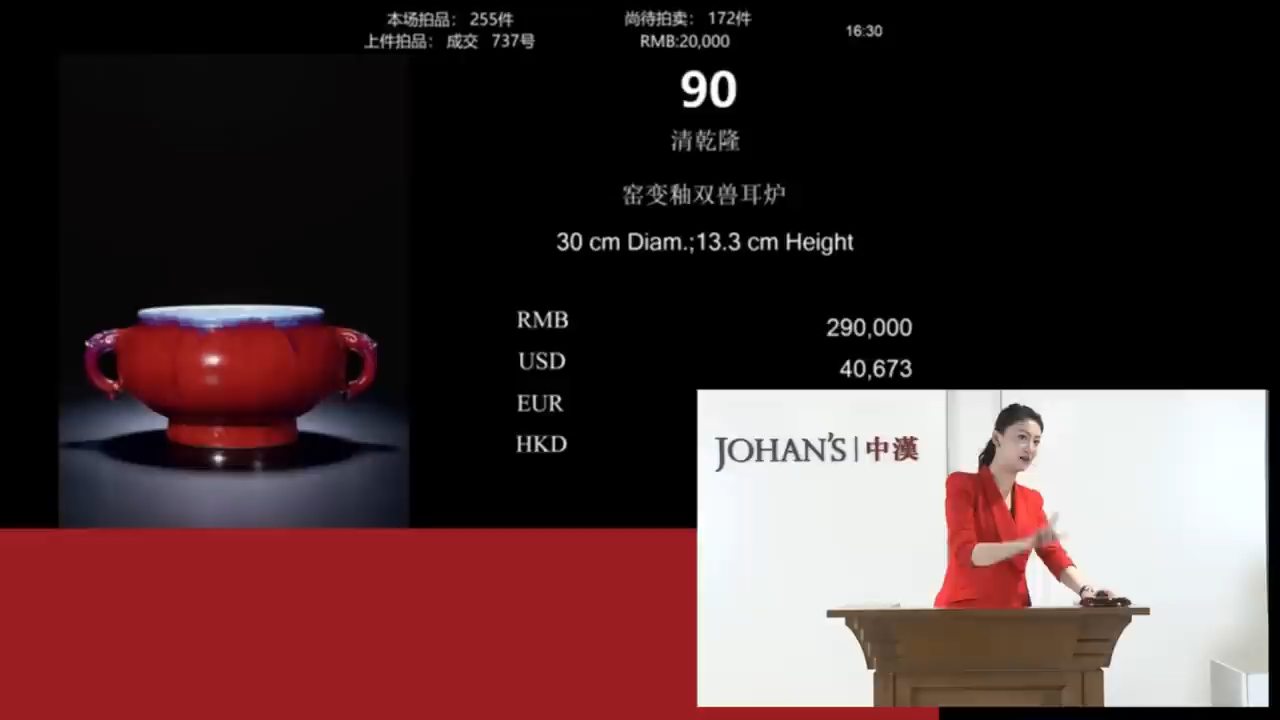 本场拍品： 255件
尚待拍卖： 172件
上件拍品： 成交 737号
RMB:20,000
16:30
90
清乾隆
窑变釉双兽耳炉
30 cm Diam.;13.3 cm Height
RMB 290,000
USD 40,673
EUR
HKD
JOHAN'S | 中漢